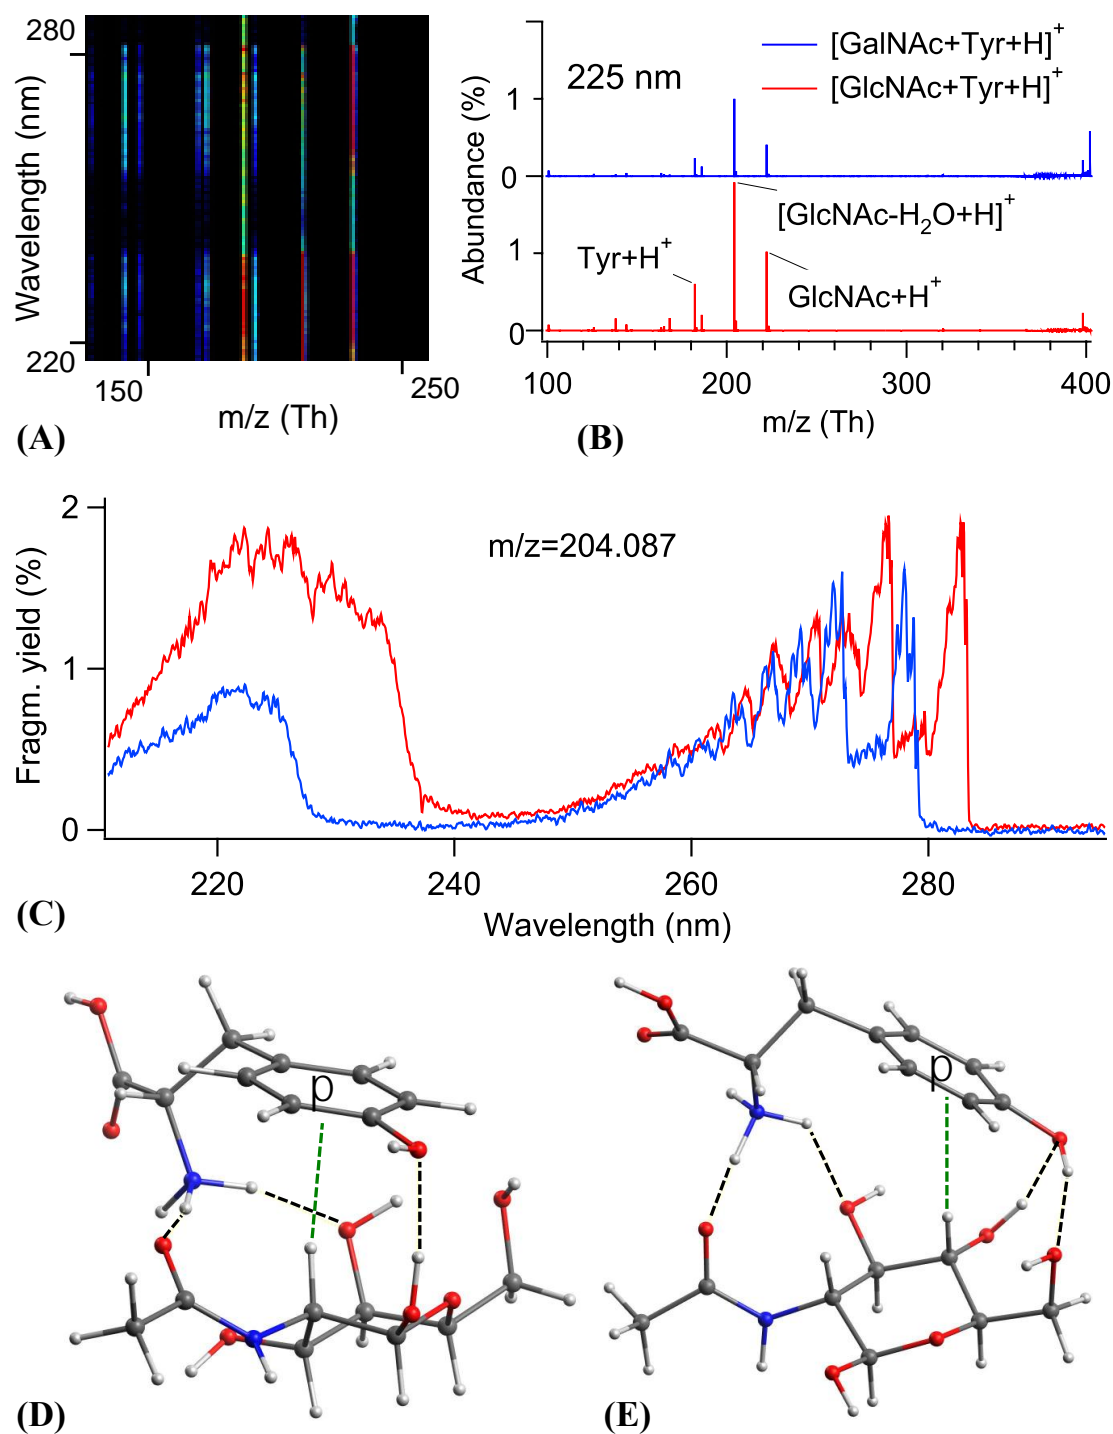 280
Wavelength (nm)
220
150
250
m/z (Th)
(A)
225 nm
[GalNAc+Tyr+H]+
[GlcNAc+Tyr+H]+
Abundance (%)
1
0
[GlcNAc-H2O+H]+
Tyr+H+
1
GlcNAc+H+
0
100
200
300
400
m/z (Th)
(B)
2
m/z=204.087
Fragm. yield (%)
1
0
220
240
260
280
Wavelength (nm)
(C)
p
p
(D)
(E)